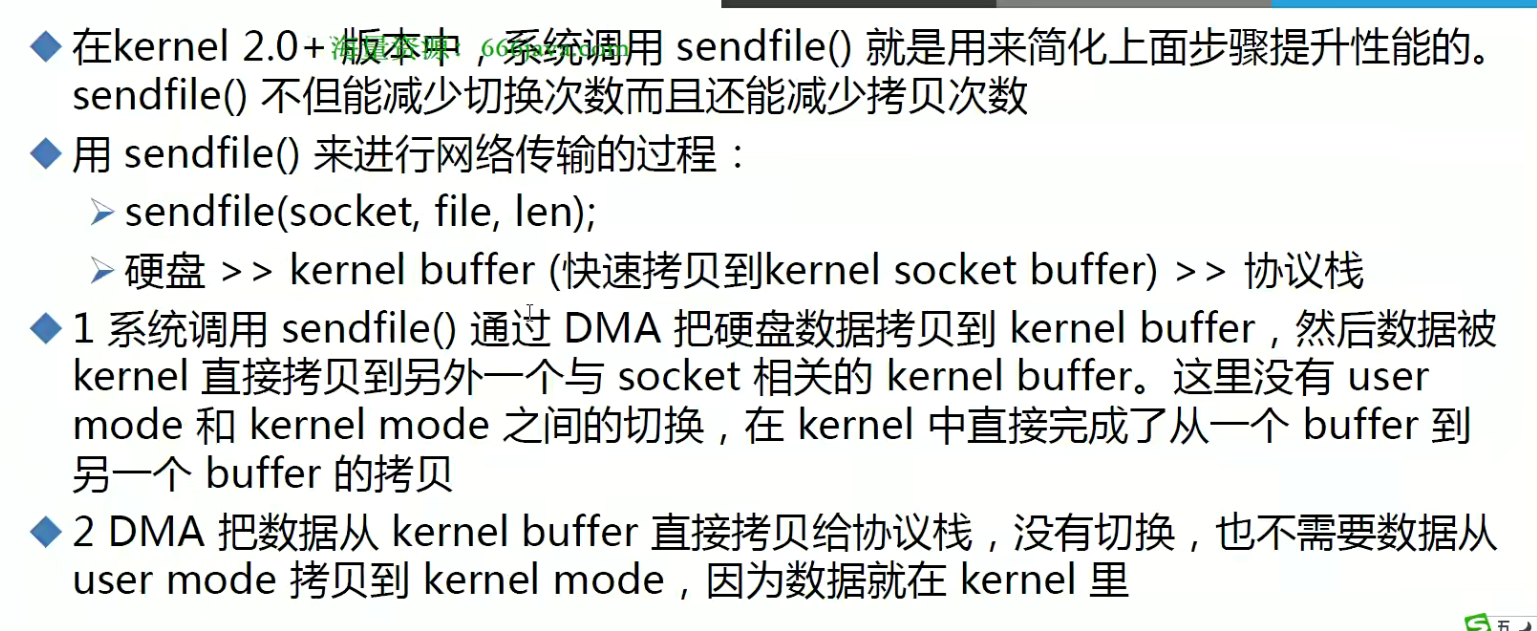 在kernel 2.0+ 版本中，系统调用 sendfile() 就是用来简化上面步骤提升性能的。
海量资源：666java.com
sendfile() 不但能减少切换次数而且还能减少拷贝次数
用 sendfile() 来进行网络传输的过程：
sendfile(socket, file, len);
硬盘 >> kernel buffer (快速拷贝到kernel socket buffer) >> 协议栈
1 系统调用 sendfile() 通过 DMA 把硬盘数据拷贝到 kernel buffer，然后数据被
kernel 直接拷贝到另外一个与 socket 相关的 kernel buffer。这里没有 user
mode 和 kernel mode 之间的切换，在 kernel 中直接完成了从一个 buffer 到
另一个 buffer 的拷贝
2 DMA 把数据从 kernel buffer 直接拷贝给协议栈，没有切换，也不需要数据从
user mode 拷贝到 kernel mode，因为数据就在 kernel 里
五